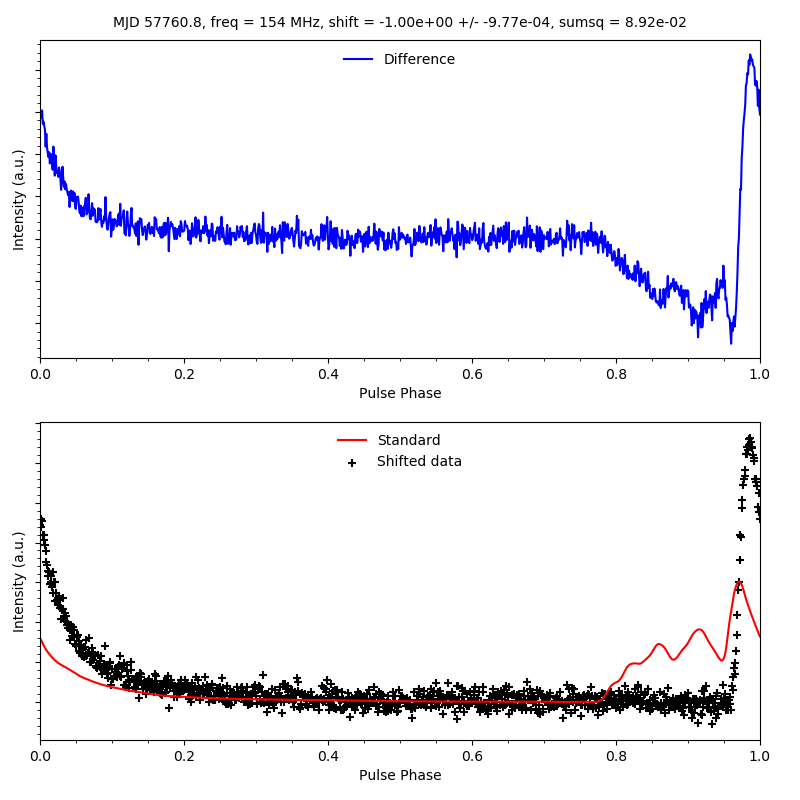 MJD 57760.8, freq = 154 MHz, shift = -1.00e+00 +/- -9.77e-04, sumsq = 8.92e-02
Difference
Intensity (a.u.)
0.0 0.2 0.4 0.6 0.8 1.0
Pulse Phase
Standard
Shifted data
Intensity (a.u.)
0.0 0.2 0.4 0.6 0.8 1.0
Pulse Phase